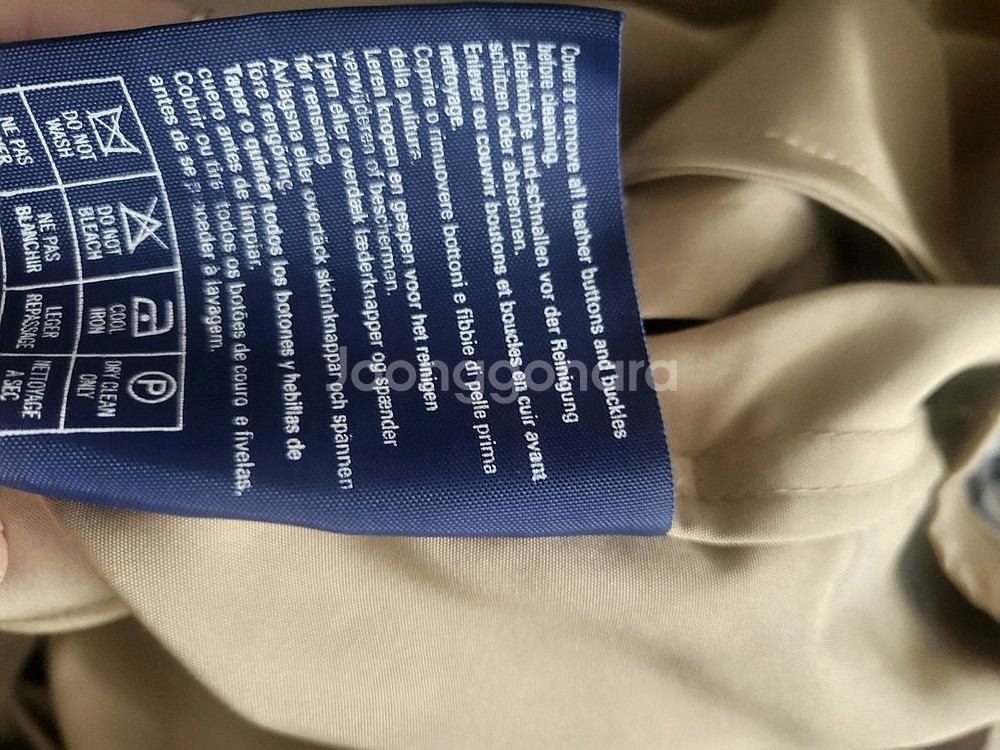 Cover or remove all leather buttons and buckles
before cleaning.
Lederknöpfe und-schnallen vor der Reinigung
schützen oder abtrennen.
Enlever ou couvrir boutons et boucles en cuir avant
nettoyage.
Coprire o rimuovere bottoni e fibbie di pelle prima
della pulitura.
Leren knopen en gespen voor het reinigen
verwijderen of beschermen.
Fjern eller overdæk læderknapper og spænder
før rensning.
Avlägsna eller övertäck skinnknappar och spännen
före rengöring.
Tapar o quitar todos los botones y hebillas de
cuero antes de limpiar.
Cobrir ou todos os botões de couro e fivelas,
antes de se proceder à lavagem.
DO NOT
WASH
DO NOT
BLEACH
COOL
IRON
P
DRY CLEAN
ONLY
NE PAS
NE PAS
BLANCHIR
LEGER
REPASSAGE
NETTOYAGE
A SEC
Joonggonara